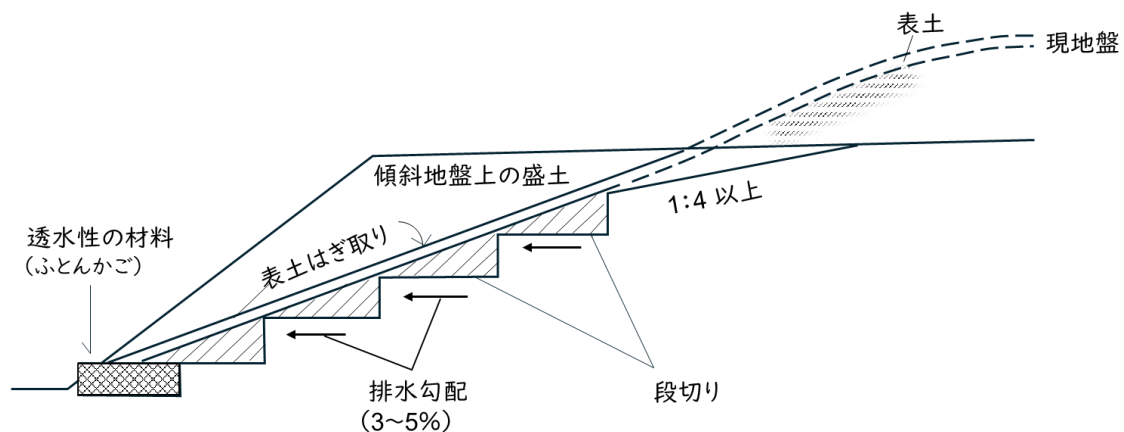 表土
現地盤
傾斜地盤上の盛土
1:4 以上
透水性の材料
(ふとんかご)
表土はぎ取り
排水勾配
(3~5%)
段切り